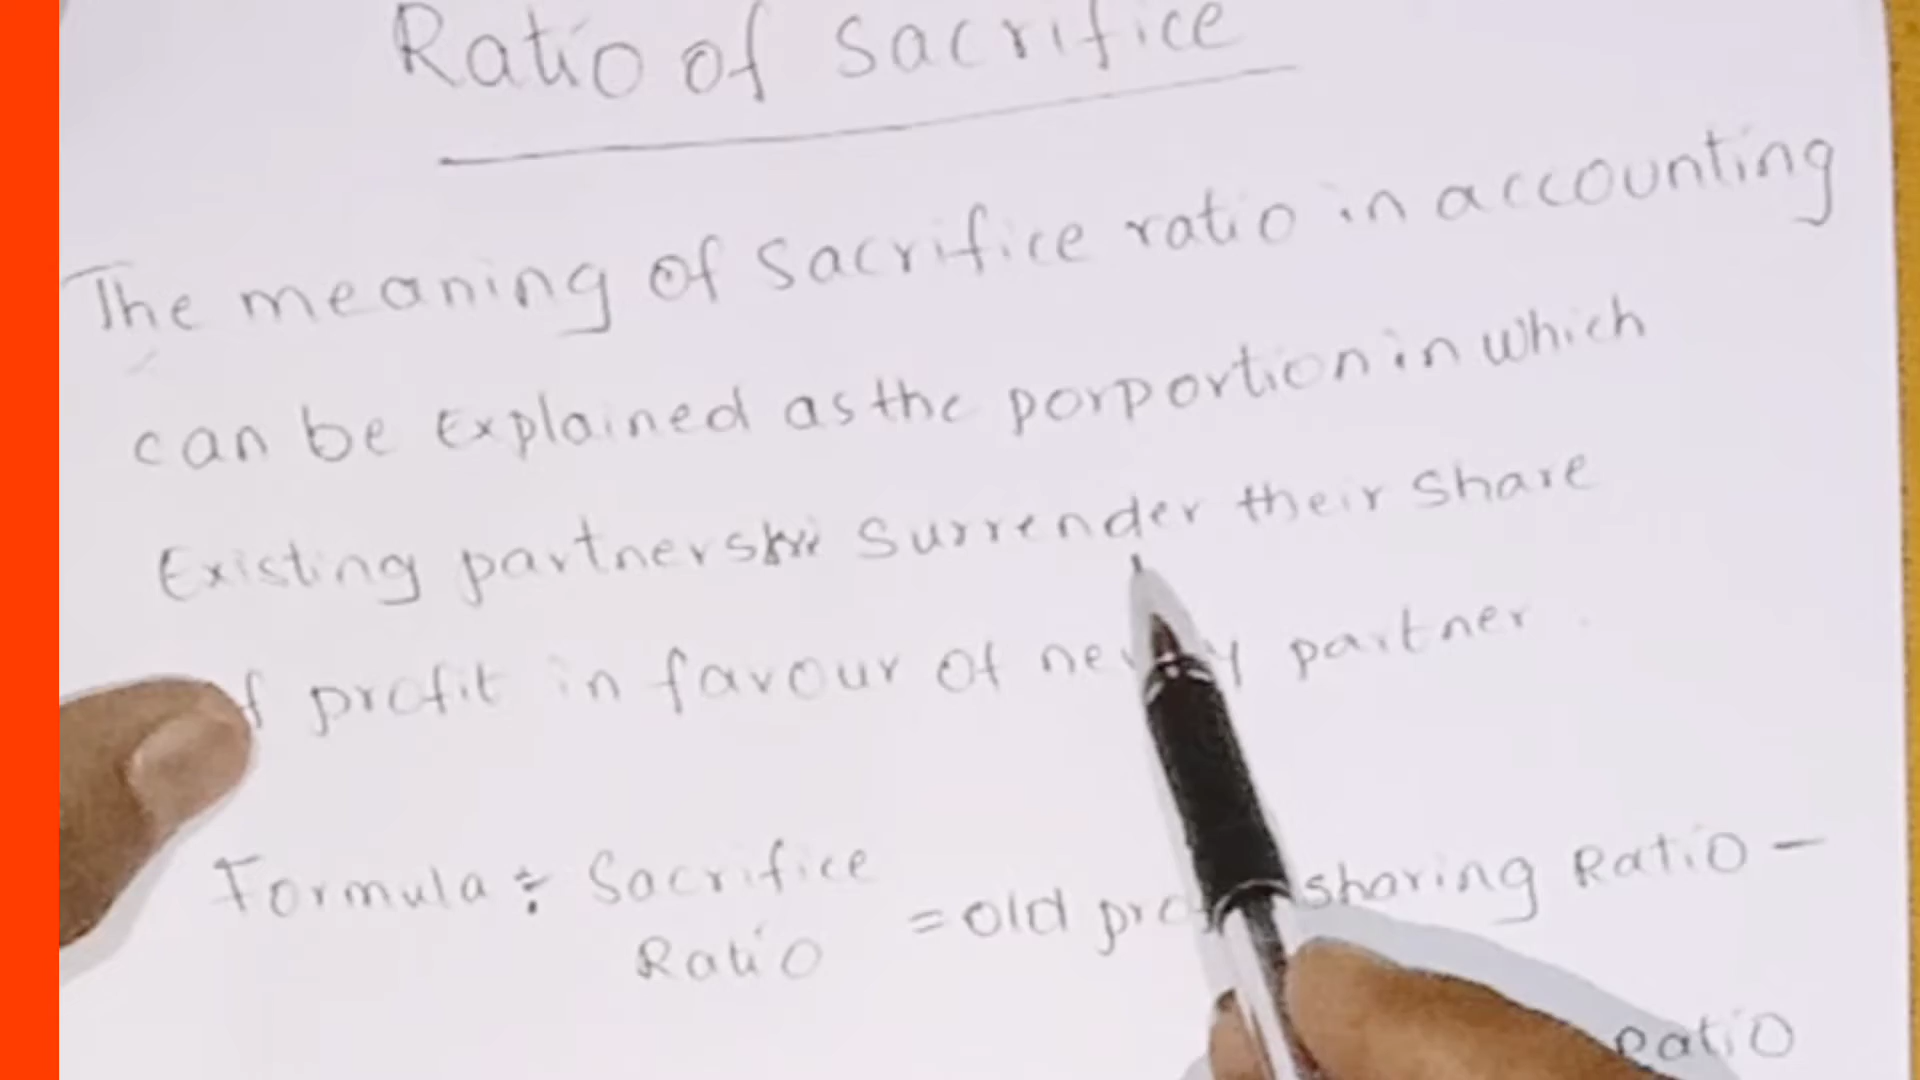 Ratio of Sacrifice
The meaning of Sacrifice ratio in accounting
can be Explained as the porportion in which
Existing partners surrender their share
profit in favour of partner.
Formula ÷ Sacrifice
Ratio
= old sharing Ratio –
Ratio